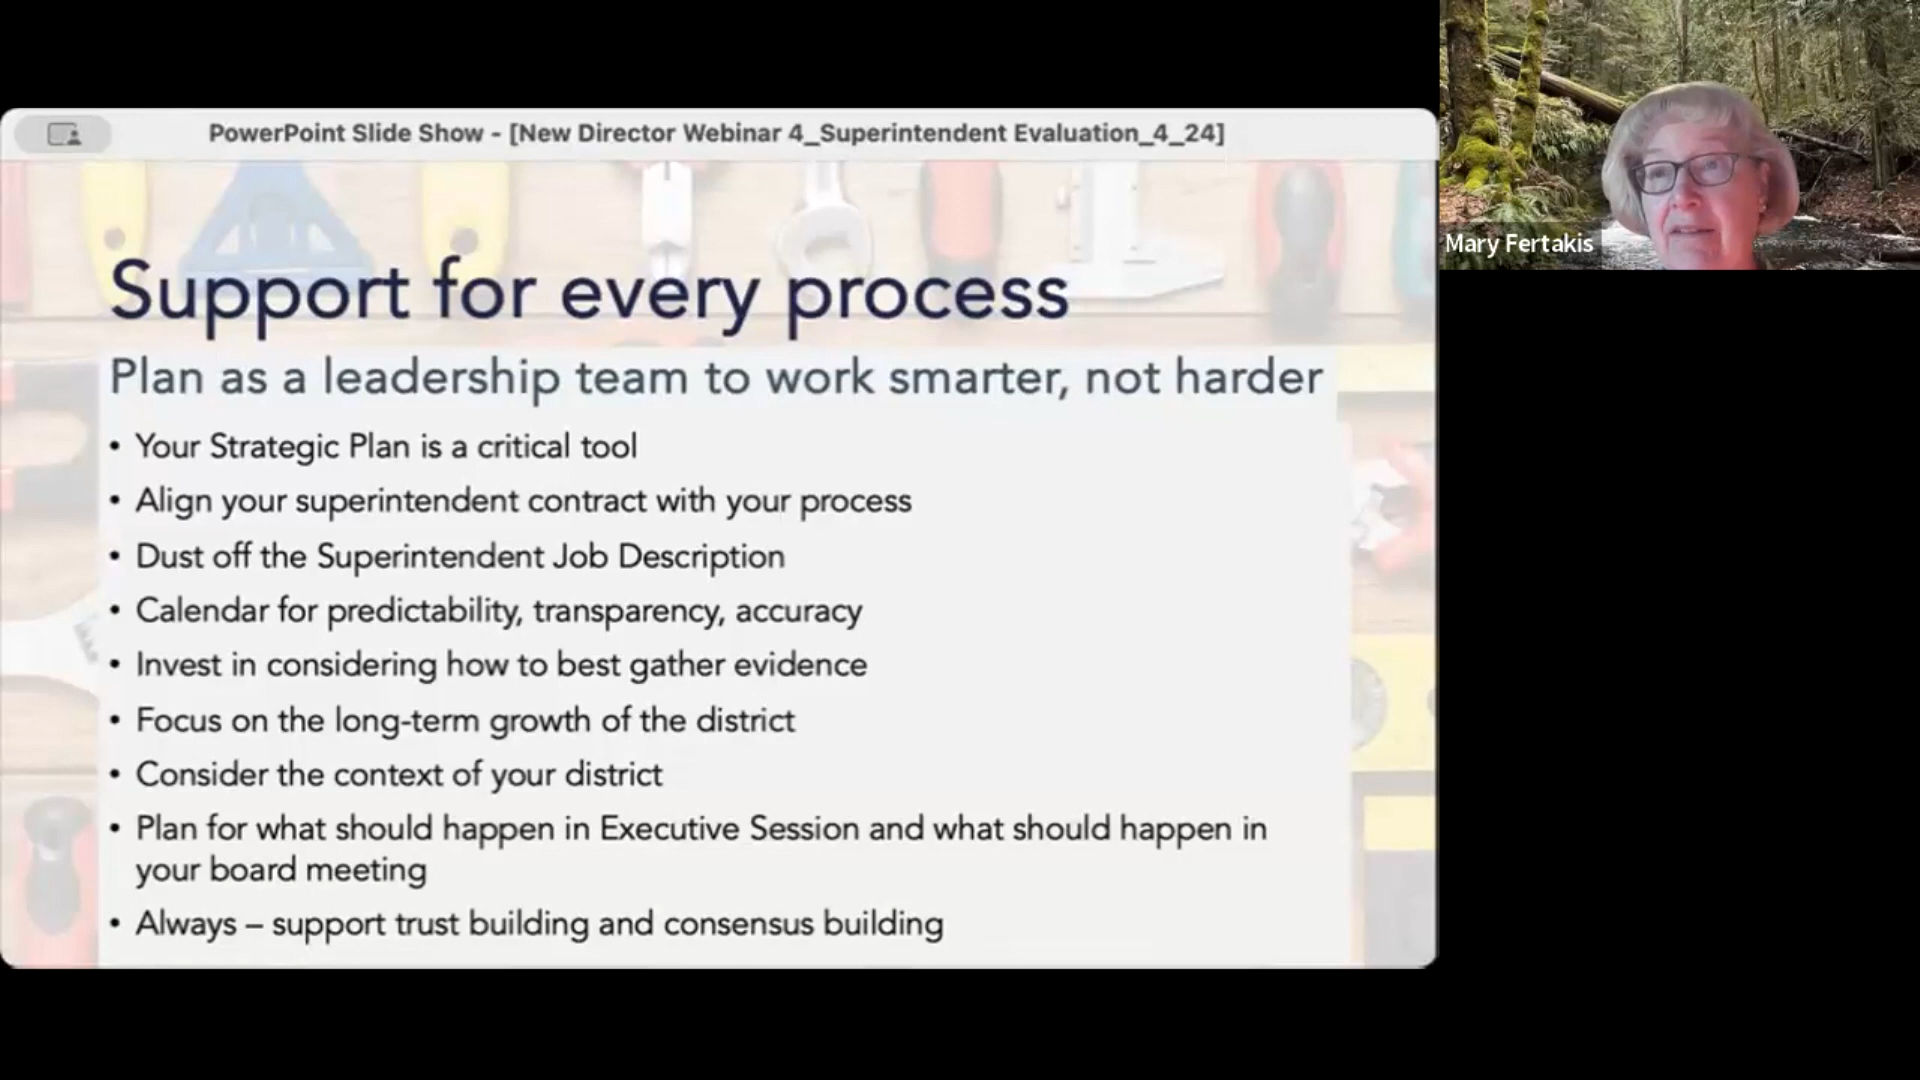 PowerPoint Slide Show - [New Director Webinar 4_Superintendent Evaluation_4_24]
Support for every process
Plan as a leadership team to work smarter, not harder
• Your Strategic Plan is a critical tool
• Align your superintendent contract with your process
• Dust off the Superintendent Job Description
• Calendar for predictability, transparency, accuracy
• Invest in considering how to best gather evidence
• Focus on the long-term growth of the district
• Consider the context of your district
• Plan for what should happen in Executive Session and what should happen in
your board meeting
• Always – support trust building and consensus building
Mary Fertakis